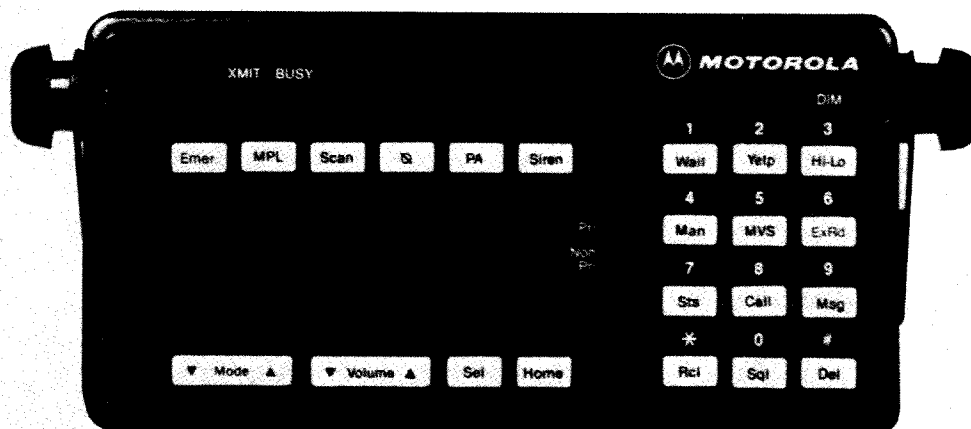 XMIT BUSY
MOTOROLA
DIM
1 2 3
Emer MPL Scan PA Siren
Wail Yelp Hi-Lo
4 5 6
Man MVS ExRd
Pri
Non
Pri
7 8 9
Sts Call Msg
* 0 #
▼ Mode ▲ ▼ Volume ▲ Sel Home
Rcl Sql Del